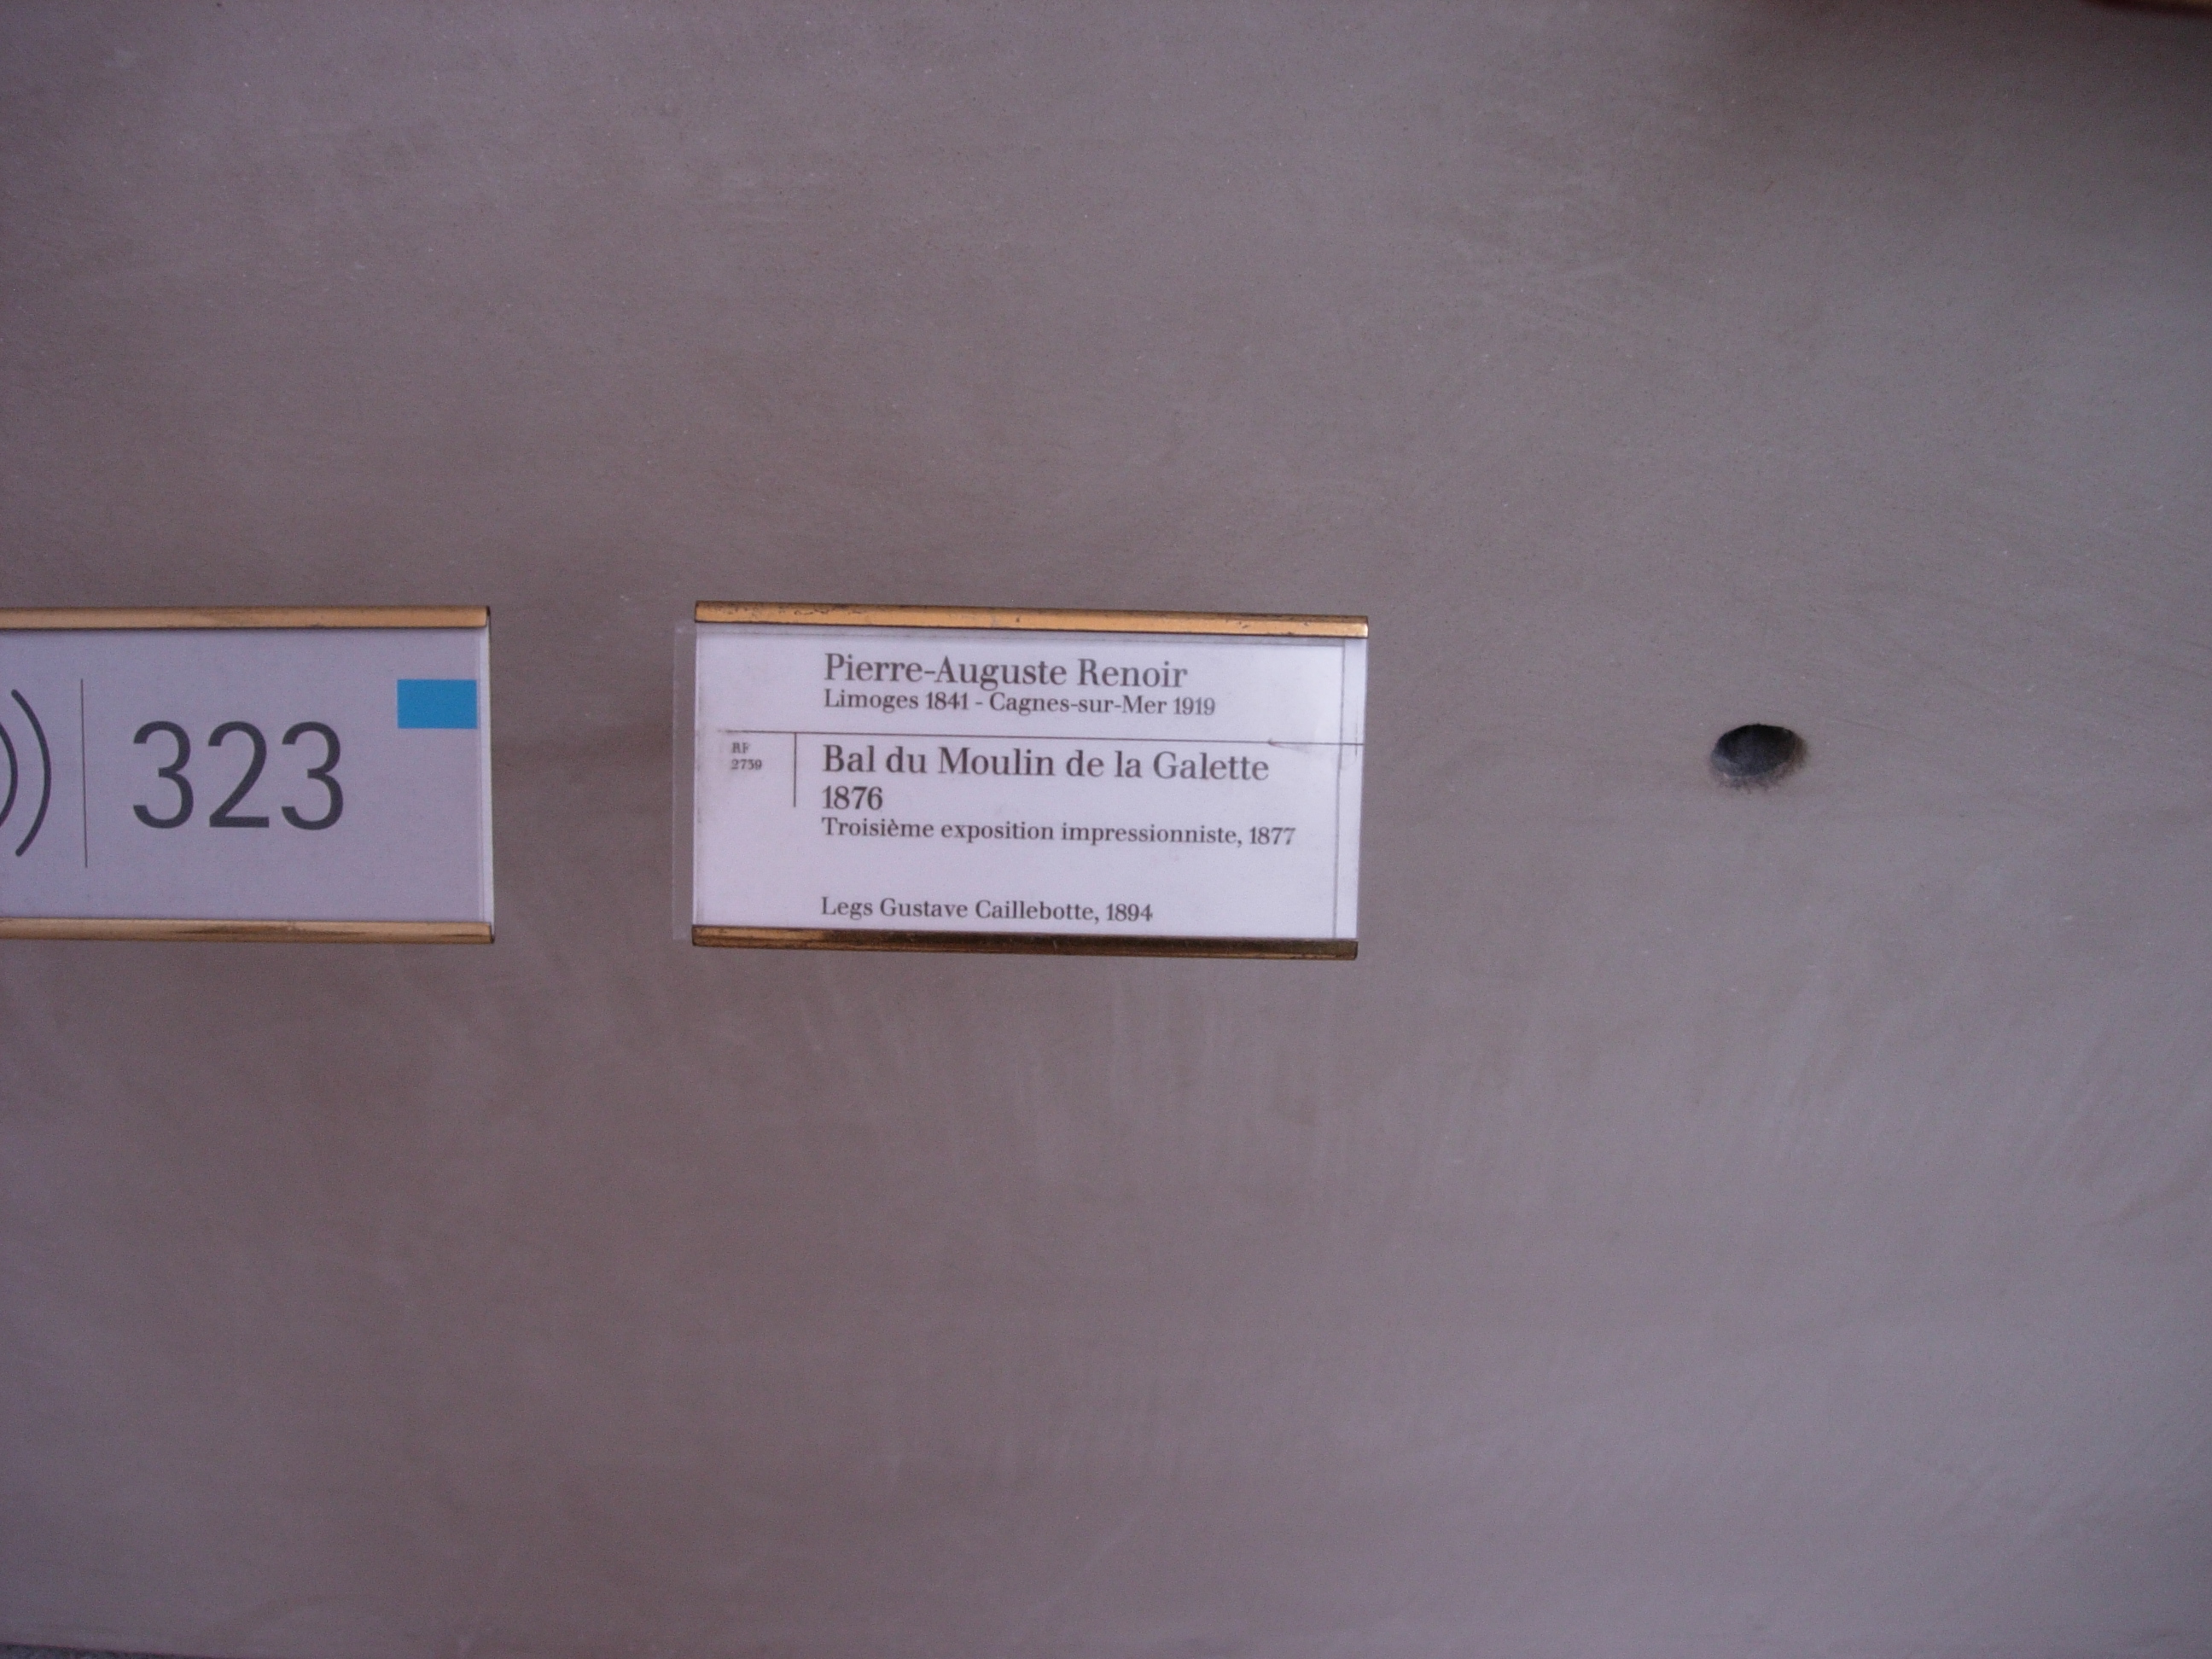 323
Pierre-Auguste Renoir
Limoges 1841 - Cagnes-sur-Mer 1919
RF
2739
Bal du Moulin de la Galette
1876
Troisième exposition impressionniste, 1877
Legs Gustave Caillebotte, 1894